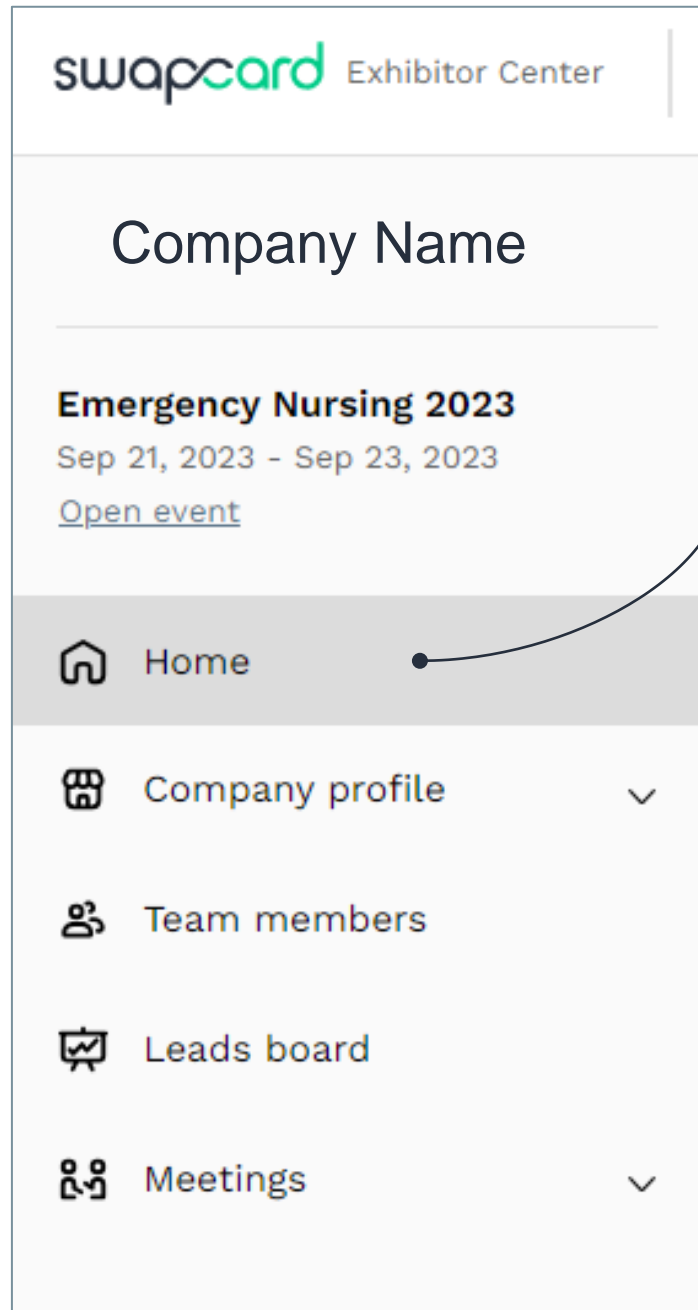 swapcard Exhibitor Center
Company Name
Emergency Nursing 2023
Sep 21, 2023 - Sep 23, 2023
Open event
Home
Company profile
Team members
Leads board
Meetings